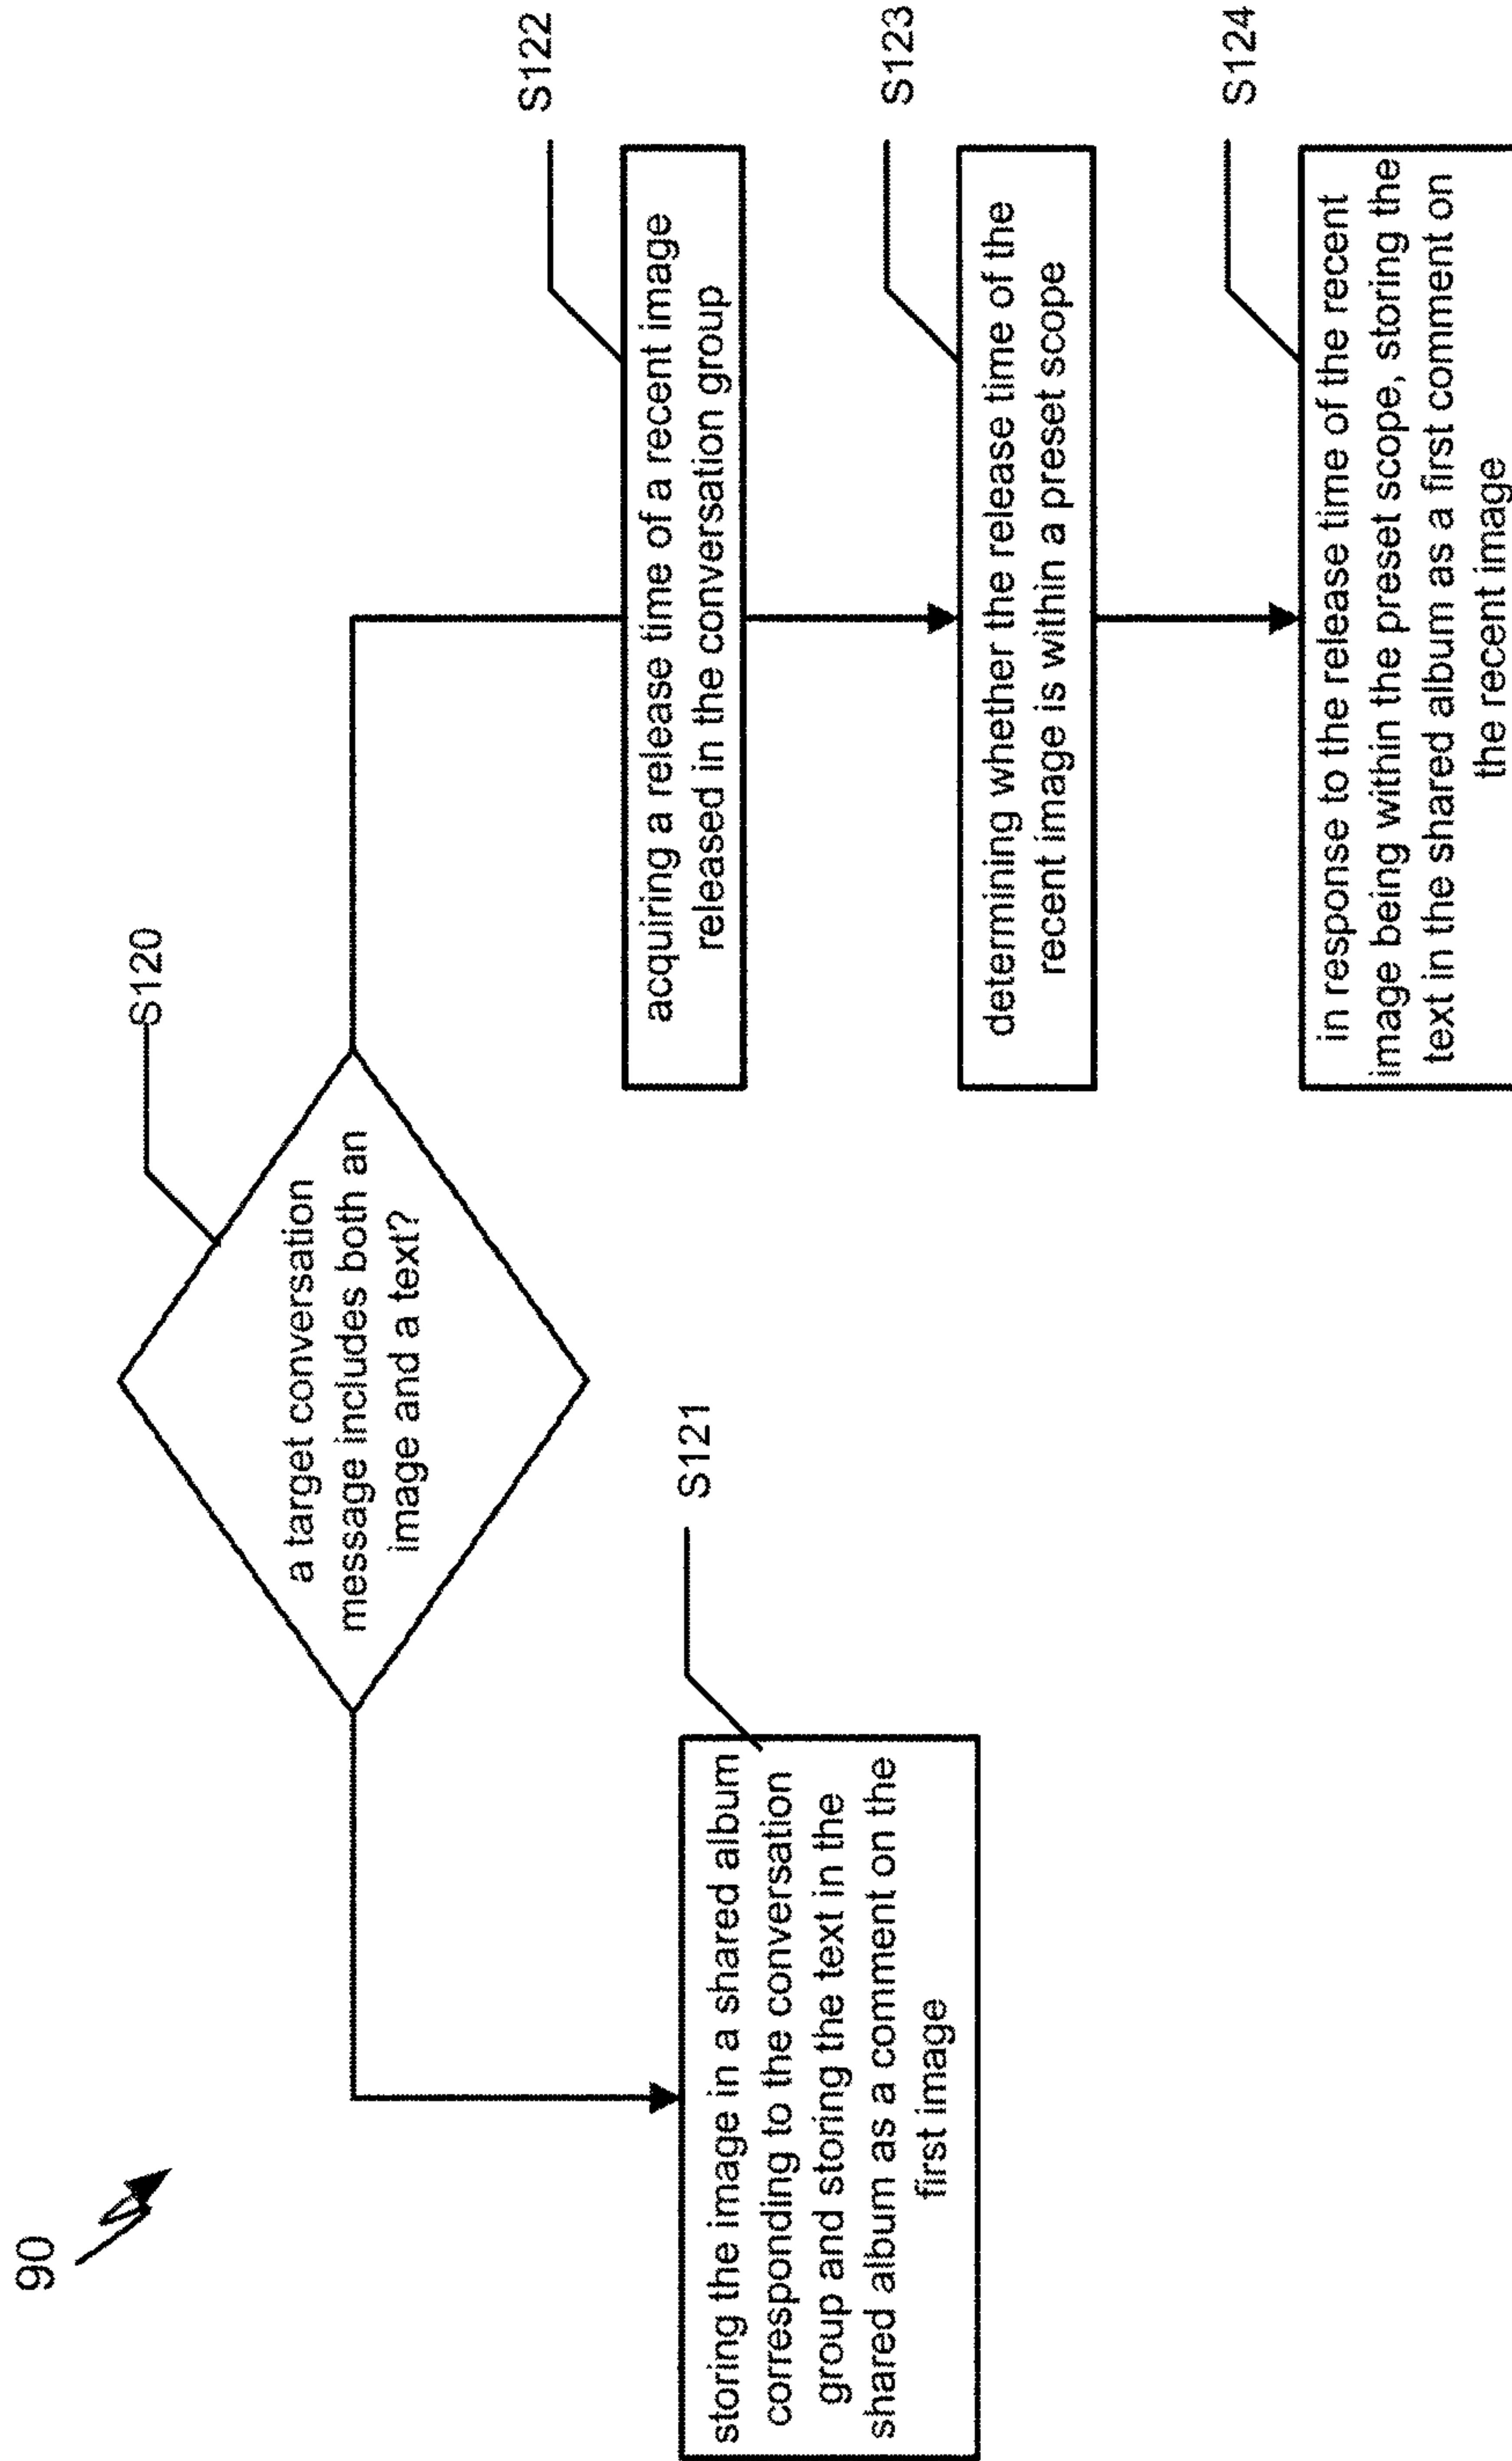 90
S120
a target conversation
message includes both an
image and a text?
S121
storing the image in a shared album
corresponding to the conversation
group and storing the text in the
shared album as a comment on the
first image
S122
acquiring a release time of a recent image
released in the conversation group
S123
determining whether the release time of the
recent image is within a preset scope
S124
in response to the release time of the recent
image being within the preset scope, storing the
text in the shared album as a first comment on
the recent image